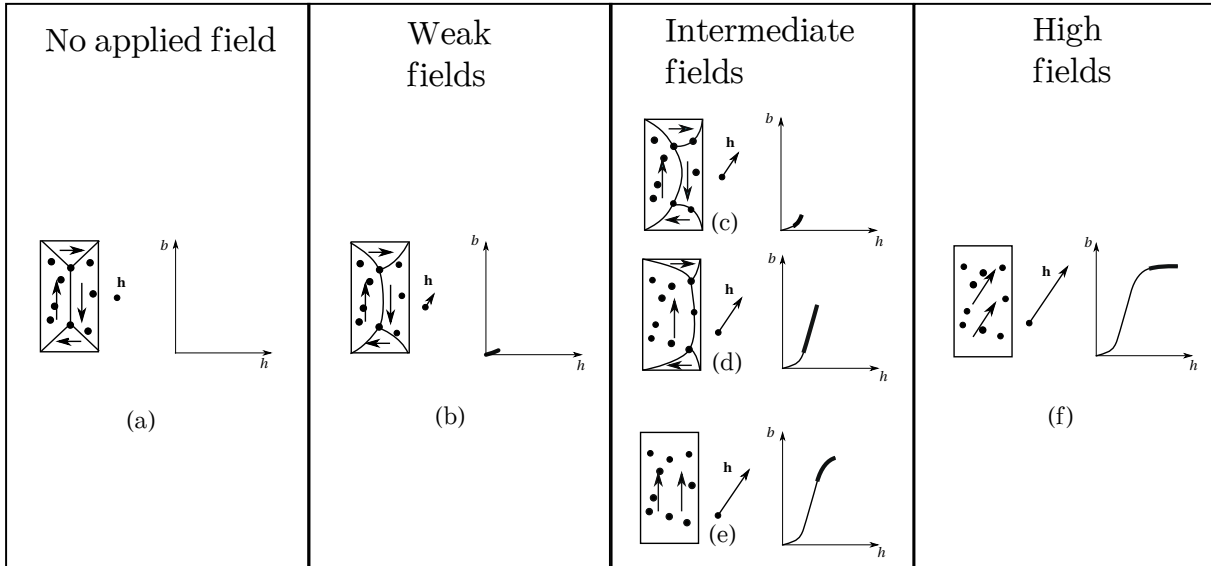 No applied field
h
b
h
(a)
Weak
fields
h
b
h
(b)
Intermediate
fields
h
b
h
(c)
h
b
h
(d)
h
b
h
(e)
High
fields
h
b
h
(f)